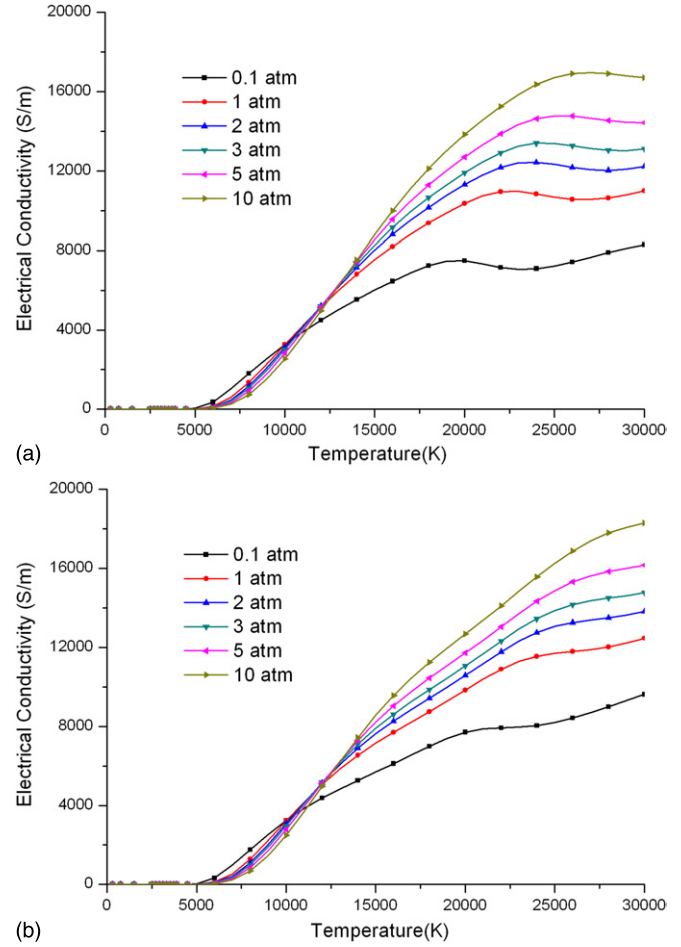 20000
16000
12000
8000
4000
0
Electrical Conductivity (S/m)
0.1 atm
1 atm
2 atm
3 atm
5 atm
10 atm
0 5000 10000 15000 20000 25000 30000
Temperature(K)
(a)
20000
16000
12000
8000
4000
0
Electrical Conductivity (S/m)
0.1 atm
1 atm
2 atm
3 atm
5 atm
10 atm
0 5000 10000 15000 20000 25000 30000
Temperature(K)
(b)